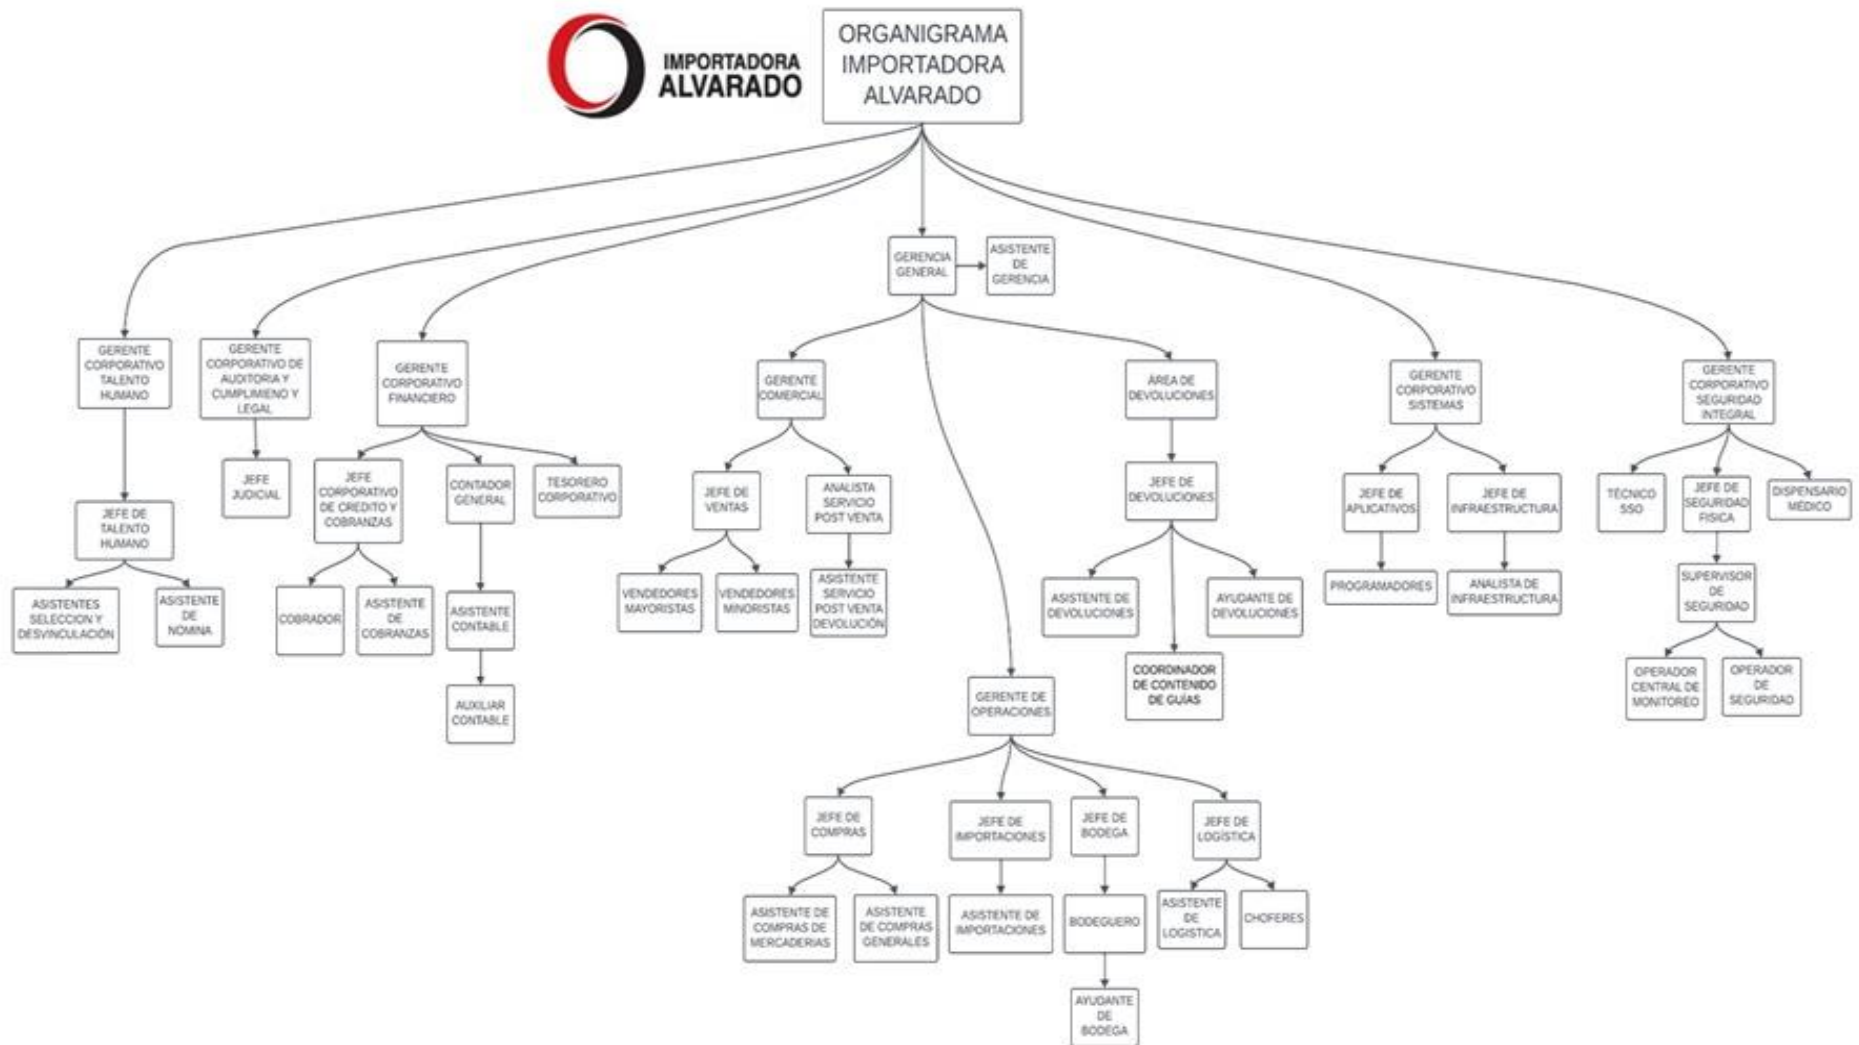 IMPORTADORA
ALVARADO
ORGANIGRAMA
IMPORTADORA
ALVARADO
GERENCIA
GENERAL
ASISTENTE
DE
GERENCIA
GERENTE
CORPORATIVO
TALENTO
HUMANO
GERENTE
CORPORATIVO DE
AUDITORIA Y
CUMPLIMIENO Y
LEGAL
GERENTE
CORPORATIVO
FINANCIERO
GERENTE
COMERCIAL
ÁREA DE
DEVOLUCIONES
GERENTE
CORPORATIVO
SISTEMAS
GERENTE
CORPORATIVO
SEGURIDAD
INTEGRAL
JEFE DE
TALENTO
HUMANO
JEFE
JUDICIAL
JEFE
CORPORATIVO
DE CREDITO Y
COBRANZAS
CONTADOR
GENERAL
TESORERO
CORPORATIVO
JEFE DE
VENTAS
ANALISTA
SERVICIO
POST VENTA
JEFE DE
DEVOLUCIONES
JEFE DE
APLICATIVOS
JEFE DE
INFRAESTRUCTURA
TÉCNICO
SSO
JEFE DE
SEGURIDAD
FISICA
DISPENSARIO
MÉDICO
ASISTENTES
SELECCION Y
DESVINCULACIÓN
ASISTENTE
DE
NOMINA
COBRADOR
ASISTENTE
DE
COBRANZAS
ASISTENTE
CONTABLE
VENDEDORES
MAYORISTAS
VENDEDORES
MINORISTAS
ASISTENTE
SERVICIO
POST VENTA
DEVOLUCIÓN
ASISTENTE DE
DEVOLUCIONES
AYUDANTE DE
DEVOLUCIONES
PROGRAMADORES
ANALISTA DE
INFRAESTRUCTURA
SUPERVISOR
DE
SEGURIDAD
AUXILIAR
CONTABLE
GERENTE DE
OPERACIONES
COORDINADOR
DE CONTENIDO
DE GUÍAS
OPERADOR
CENTRAL DE
MONITOREO
OPERADOR
DE
SEGURIDAD
JEFE DE
COMPRAS
JEFE DE
IMPORTACIONES
JEFE DE
BODEGA
JEFE DE
LOGÍSTICA
ASISTENTE DE
COMPRAS DE
MERCADERIAS
ASISTENTE
DE COMPRAS
GENERALES
ASISTENTE DE
IMPORTACIONES
BODEGUERO
ASISTENTE
DE
LOGISTICA
CHOFERES
AYUDANTE
DE
BODEGA